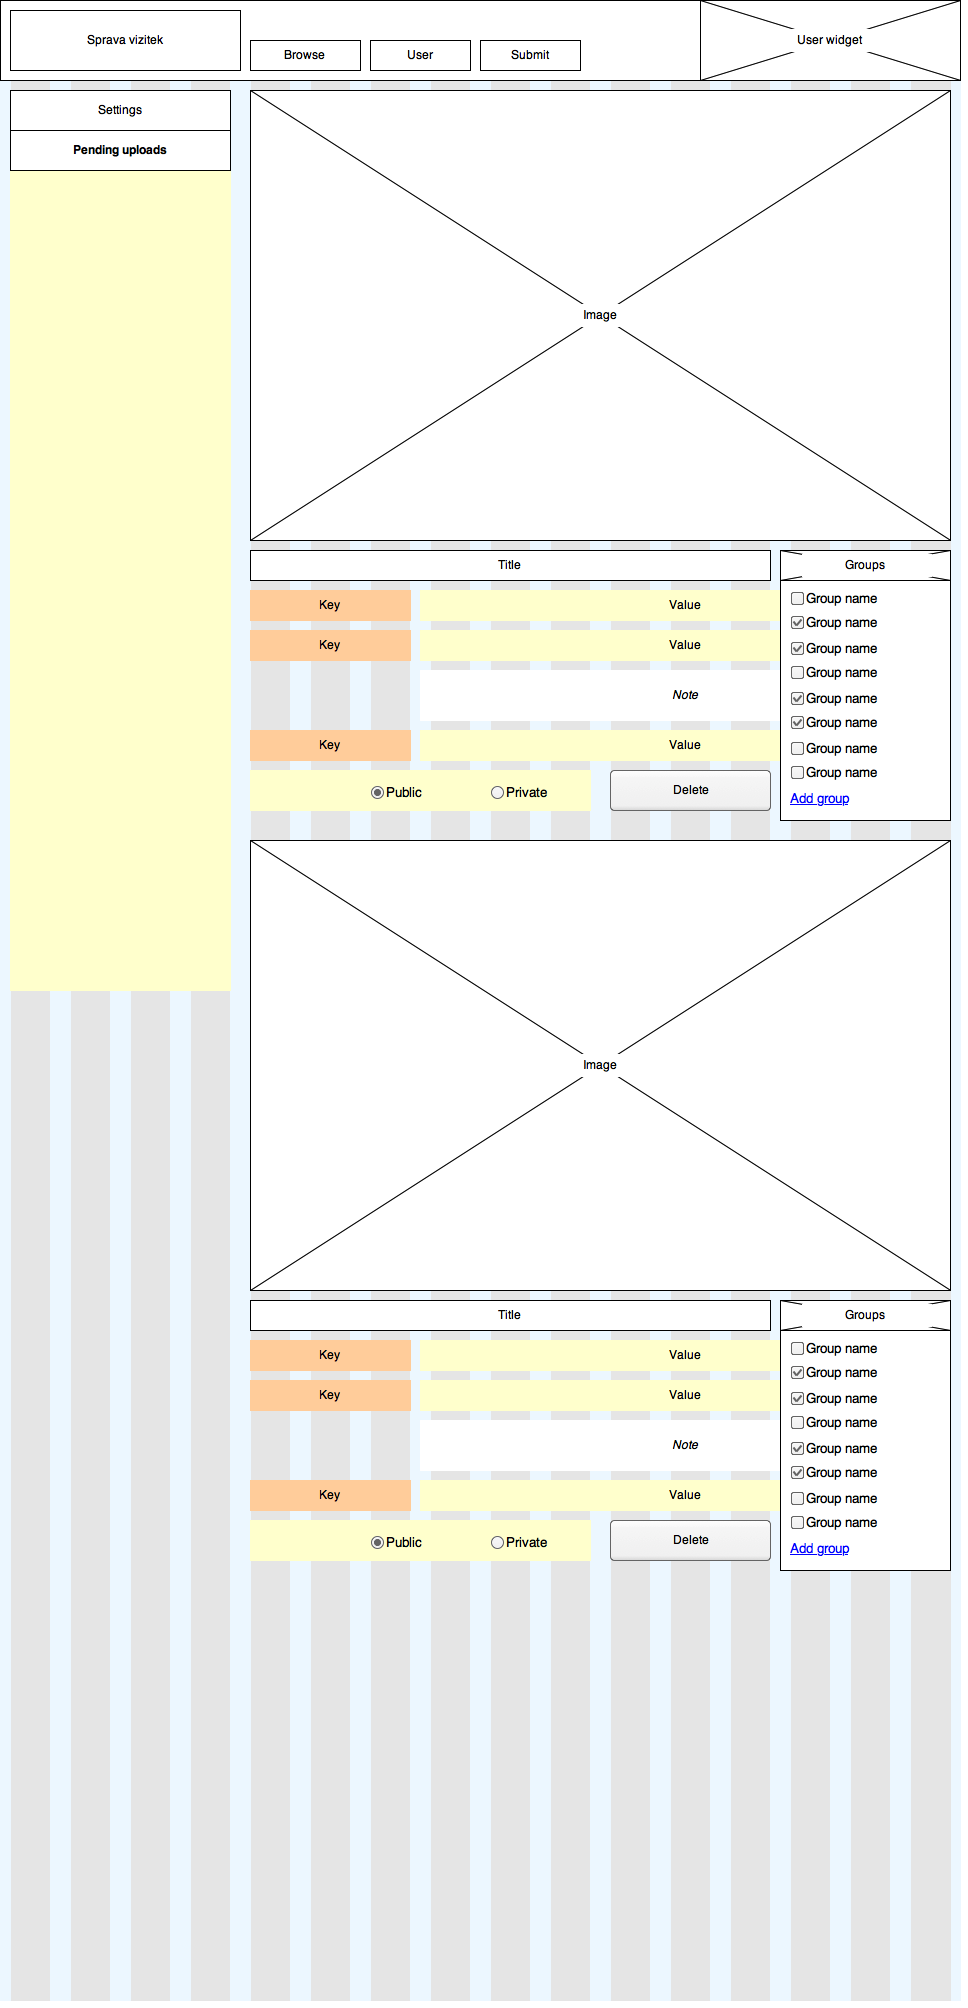 Sprava vizitek
Browse
User
Submit
User widget
Settings
Pending uploads
Image
Title
Groups
Key
Value
Key
Value
Note
Key
Value
Public
Private
Delete
Group name
Group name
Group name
Group name
Group name
Group name
Group name
Group name
Add group
Image
Title
Groups
Key
Value
Key
Value
Note
Key
Value
Public
Private
Delete
Group name
Group name
Group name
Group name
Group name
Group name
Group name
Group name
Add group